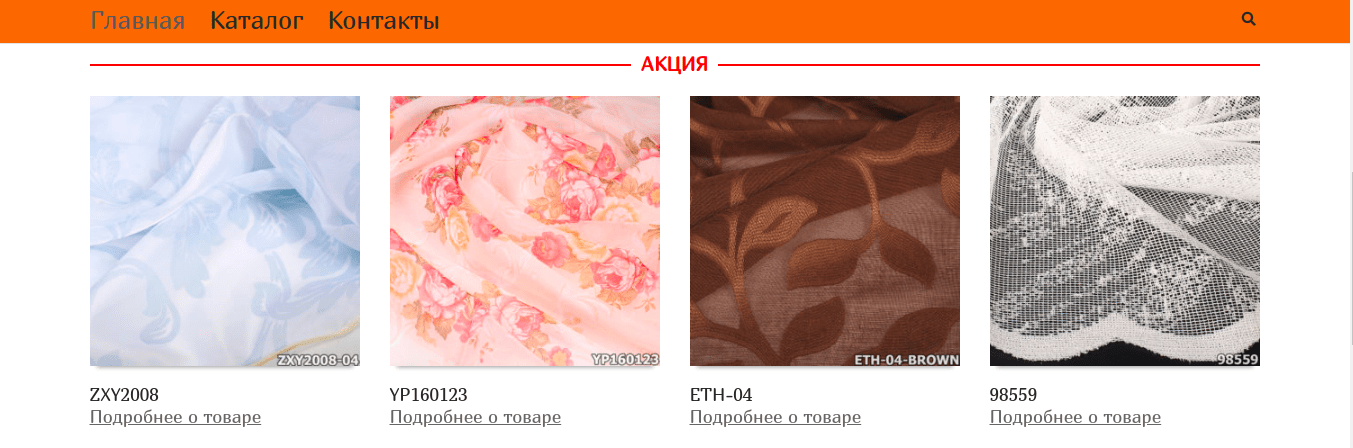 Главная Каталог Контакты
АКЦИЯ
ZXY2008-04 YP160123 ETH-04-BROWN 98559
ZXY2008 YP160123 ETH-04 98559
Подробнее о товаре Подробнее о товаре Подробнее о товаре Подробнее о товаре